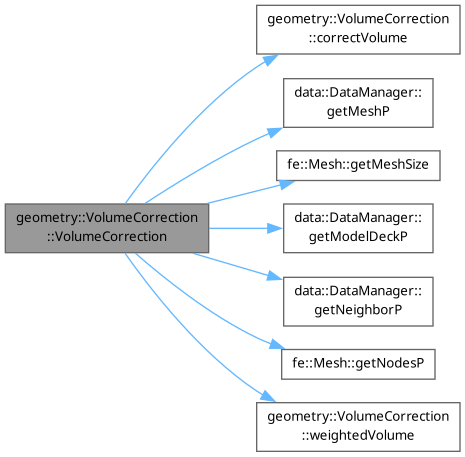 geometry::VolumeCorrection
::correctVolume
data::DataManager::
getMeshP
fe::Mesh::getMeshSize
geometry::VolumeCorrection
::VolumeCorrection
data::DataManager::
getModelDeckP
data::DataManager::
getNeighborP
fe::Mesh::getNodesP
geometry::VolumeCorrection
::weightedVolume